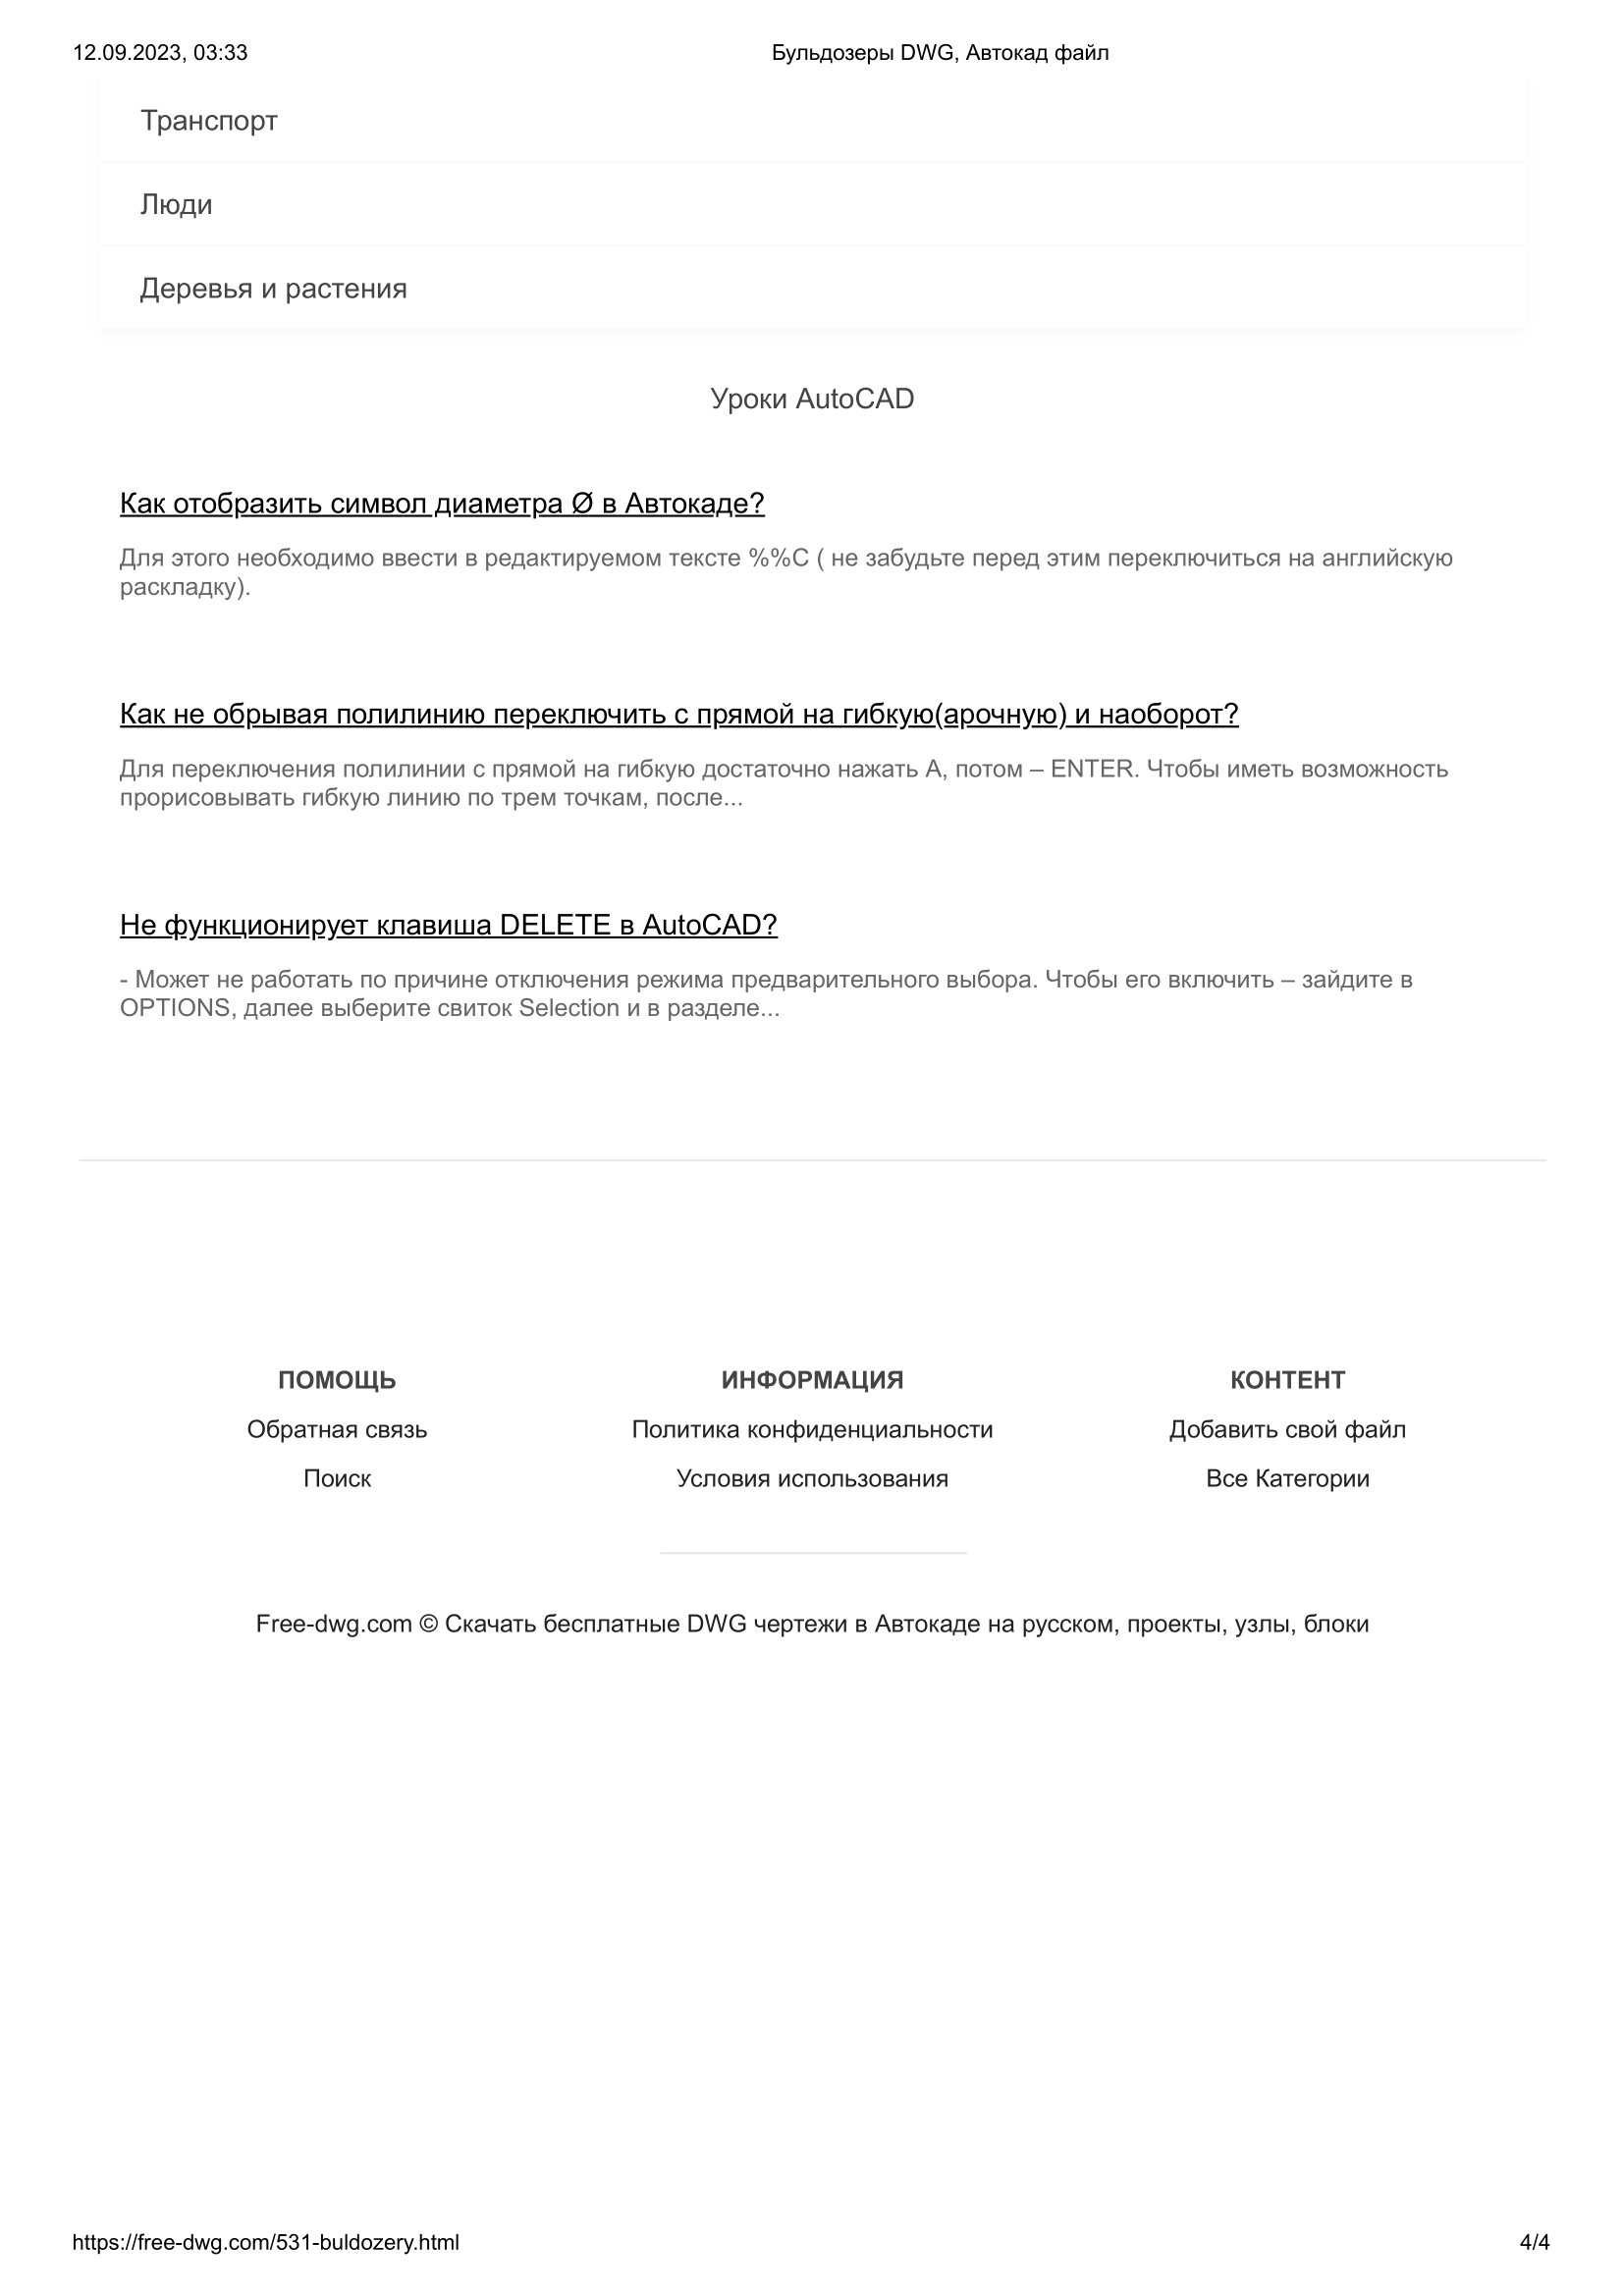 12.09.2023, 03:33
Бульдозеры DWG, Автокад файл
Транспорт
Люди
Деревья и растения
Уроки AutoCAD
Как отобразить символ диаметра Ø в Автокаде?
Для этого необходимо ввести в редактируемом тексте %%C ( не забудьте перед этим переключиться на английскую
раскладку).
Как не обрывая полилинию переключить с прямой на гибкую(арочную) и наоборот?
Для переключения полилинии с прямой на гибкую достаточно нажать A, потом – ENTER. Чтобы иметь возможность
прорисовывать гибкую линию по трем точкам, после...
Не функционирует клавиша DELETE в AutoCAD?
- Может не работать по причине отключения режима предварительного выбора. Чтобы его включить – зайдите в
OPTIONS, далее выберите свиток Selection и в разделе...
ПОМОЩЬ
Обратная связь
Поиск
ИНФОРМАЦИЯ
Политика конфиденциальности
Условия использования
КОНТЕНТ
Добавить свой файл
Все Категории
Free-dwg.com © Скачать бесплатные DWG чертежи в Автокаде на русском, проекты, узлы, блоки
https://free-dwg.com/531-buldozery.html
4/4